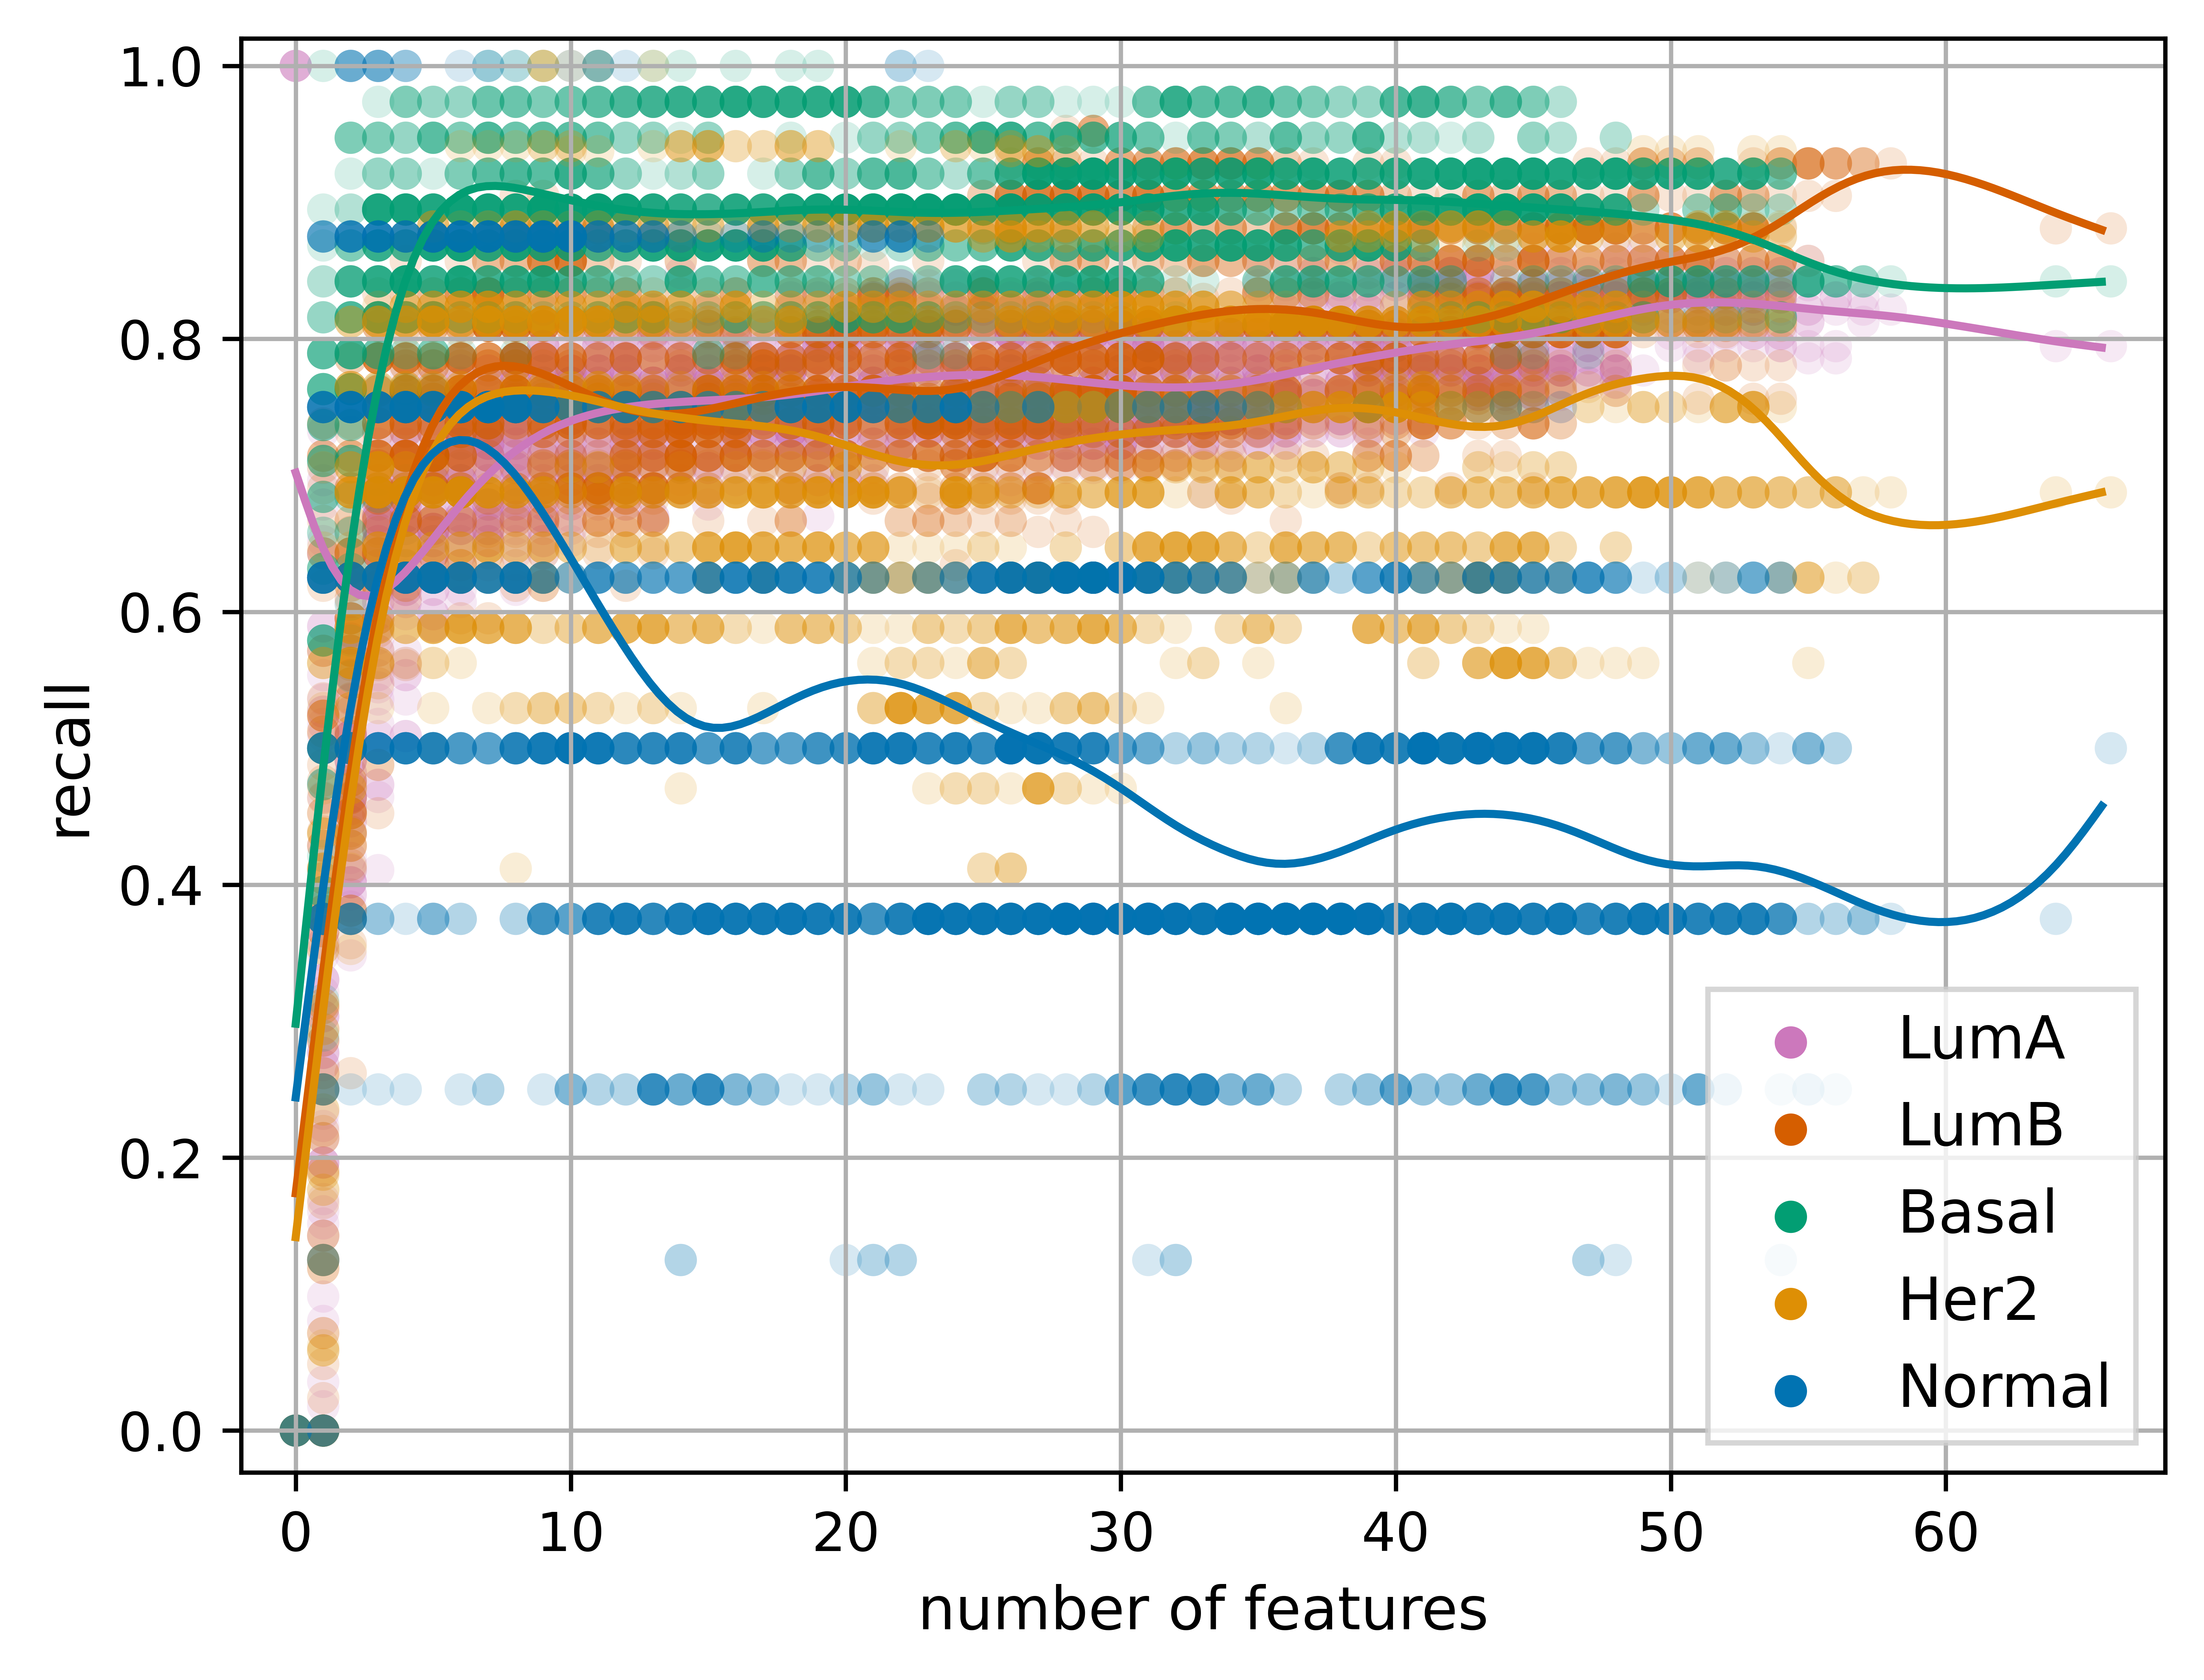 1.0
0.8
0.6
0.4
0.2
0.0
recall
0 10 20 30 40 50 60
number of features
LumA
LumB
Basal
Her2
Normal